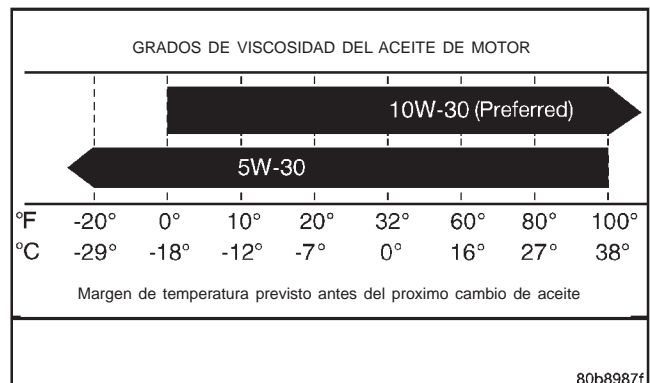 GRADOS DE VISCOSIDAD DEL ACEITE DE MOTOR
10W-30 (Preferred)
5W-30
°F -20° 0° 10° 20° 32° 60° 80° 100°
°C -29° -18° -12° -7° 0° 16° 27° 38°
Margen de temperatura previsto antes del proximo cambio de aceite
80b8987f